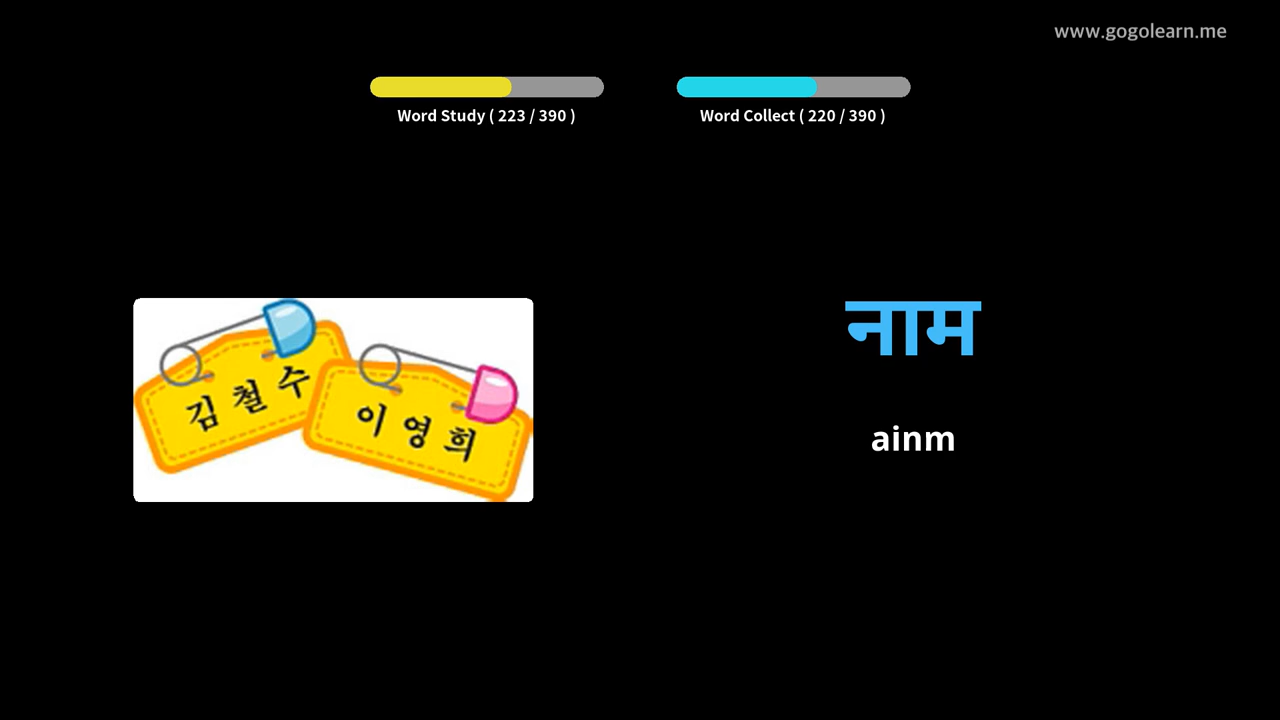 www.gogolearn.me
Word Study ( 223 / 390 )
Word Collect ( 220 / 390 )
김철수
이영희
नाम
ainm